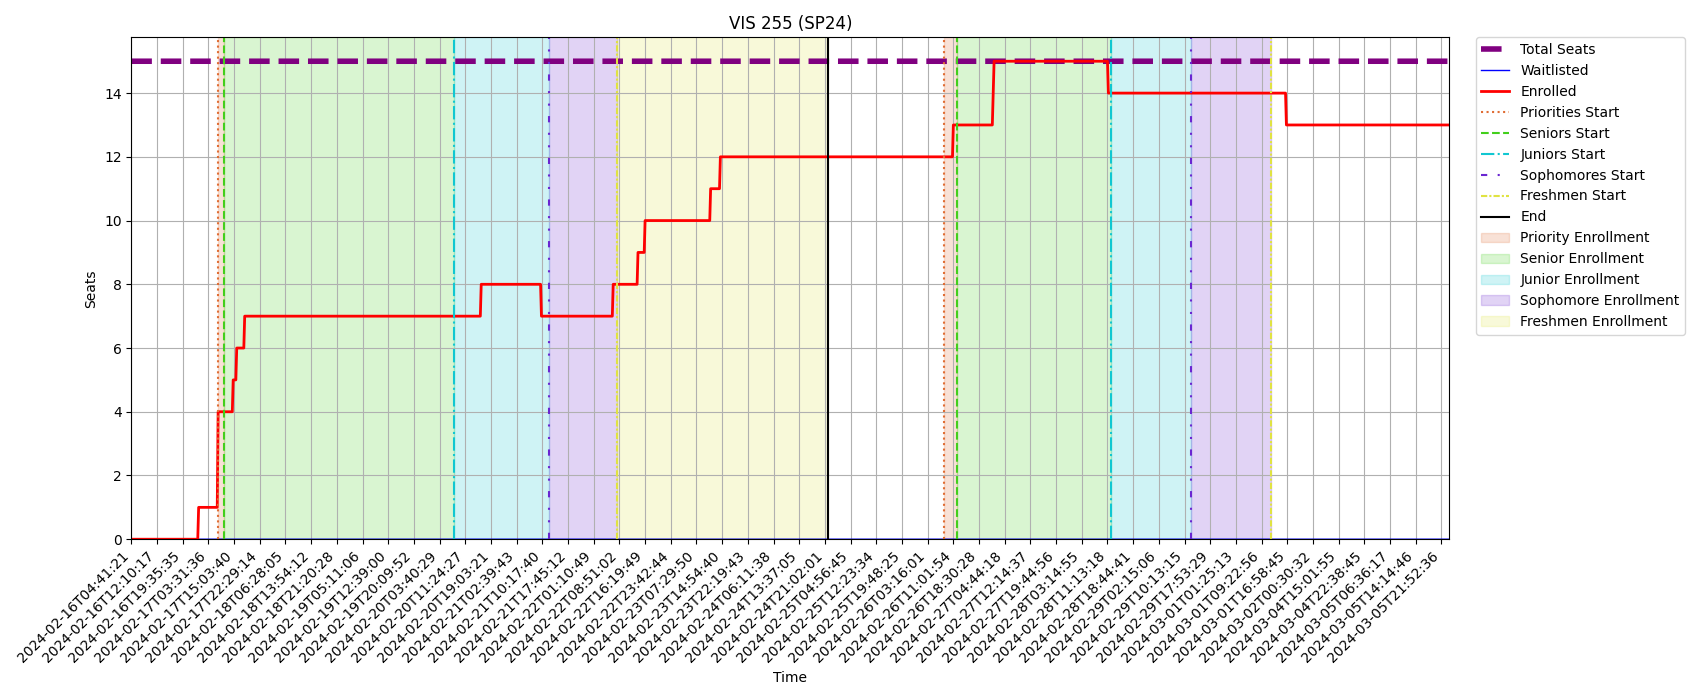 VIS 255 (SP24)
Total Seats
Waitlisted
Enrolled
Priorities Start
Seniors Start
Juniors Start
Sophomores Start
Freshmen Start
End
Priority Enrollment
Senior Enrollment
Junior Enrollment
Sophomore Enrollment
Freshmen Enrollment
Seats
14
12
10
8
6
4
2
0
2024-02-16T04:41:21
2024-02-16T12:10:17
2024-02-16T19:35:35
2024-02-17T03:31:36
2024-02-17T15:03:40
2024-02-17T22:29:14
2024-02-18T06:28:05
2024-02-18T13:54:12
2024-02-18T21:20:28
2024-02-19T05:11:06
2024-02-19T12:39:00
2024-02-19T20:09:52
2024-02-20T03:40:29
2024-02-20T11:24:27
2024-02-20T19:03:21
2024-02-21T02:39:43
2024-02-21T10:17:40
2024-02-21T17:45:12
2024-02-22T01:10:49
2024-02-22T08:51:02
2024-02-22T16:19:49
2024-02-22T23:42:44
2024-02-23T07:29:50
2024-02-23T14:54:40
2024-02-23T22:19:43
2024-02-24T06:11:38
2024-02-24T13:37:05
2024-02-24T21:02:01
2024-02-25T04:56:45
2024-02-25T12:23:34
2024-02-25T19:48:25
2024-02-26T03:16:01
2024-02-26T11:01:54
2024-02-26T18:30:28
2024-02-27T04:44:18
2024-02-27T12:14:37
2024-02-27T19:44:56
2024-02-28T03:14:55
2024-02-28T11:13:18
2024-02-28T18:44:41
2024-02-29T02:15:06
2024-02-29T10:13:15
2024-02-29T17:53:29
2024-03-01T01:25:13
2024-03-01T09:22:56
2024-03-01T16:58:45
2024-03-02T00:30:32
2024-03-04T15:01:55
2024-03-04T22:38:45
2024-03-05T06:36:17
2024-03-05T14:14:46
2024-03-05T21:52:36
Time